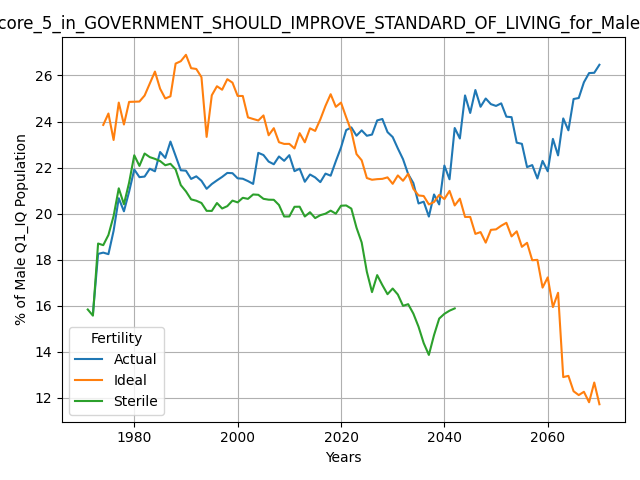 core_5_in_GOVERNMENT_SHOULD_IMPROVE_STANDARD_OF_LIVING_for_Male
% of Male Q1_IQ Population
26
24
22
20
18
16
14
12
Fertility
Actual
Ideal
Sterile
1980 2000 2020 2040 2060
Years